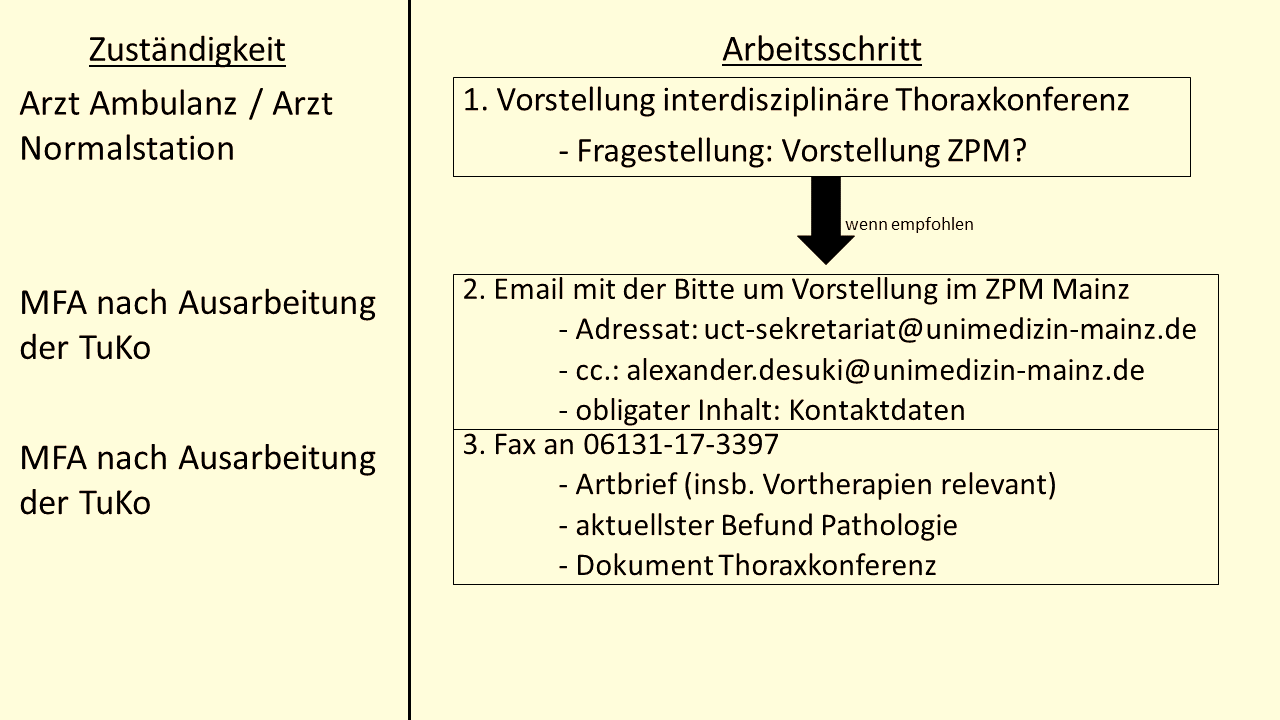 Zuständigkeit
Arzt Ambulanz / Arzt
Normalstation
MFA nach Ausarbeitung
der TuKo
MFA nach Ausarbeitung
der TuKo
Arbeitsschritt
1. Vorstellung interdisziplinäre Thoraxkonferenz
- Fragestellung: Vorstellung ZPM?
wenn empfohlen
2. Email mit der Bitte um Vorstellung im ZPM Mainz
- Adressat: uct-sekretariat@unimedizin-mainz.de
- cc.: alexander.desuki@unimedizin-mainz.de
- obligater Inhalt: Kontaktdaten
3. Fax an 06131-17-3397
- Artbrief (insb. Vortherapien relevant)
- aktuellster Befund Pathologie
- Dokument Thoraxkonferenz